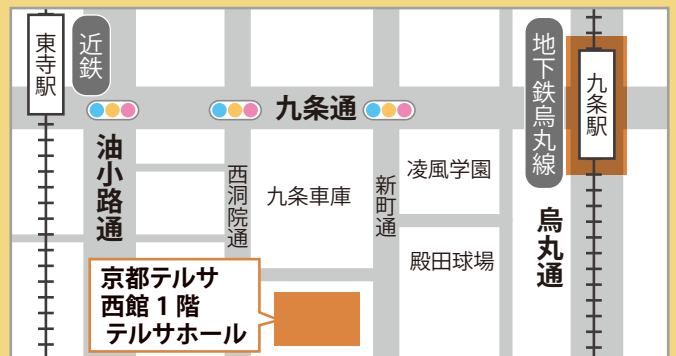 東寺駅
近鉄
九条通
地下鉄烏丸線
九条駅
油小路通
西洞院通
九条車庫
新町通
凌風学園
烏丸通
殿田球場
京都テルサ
西館1階
テルサホール